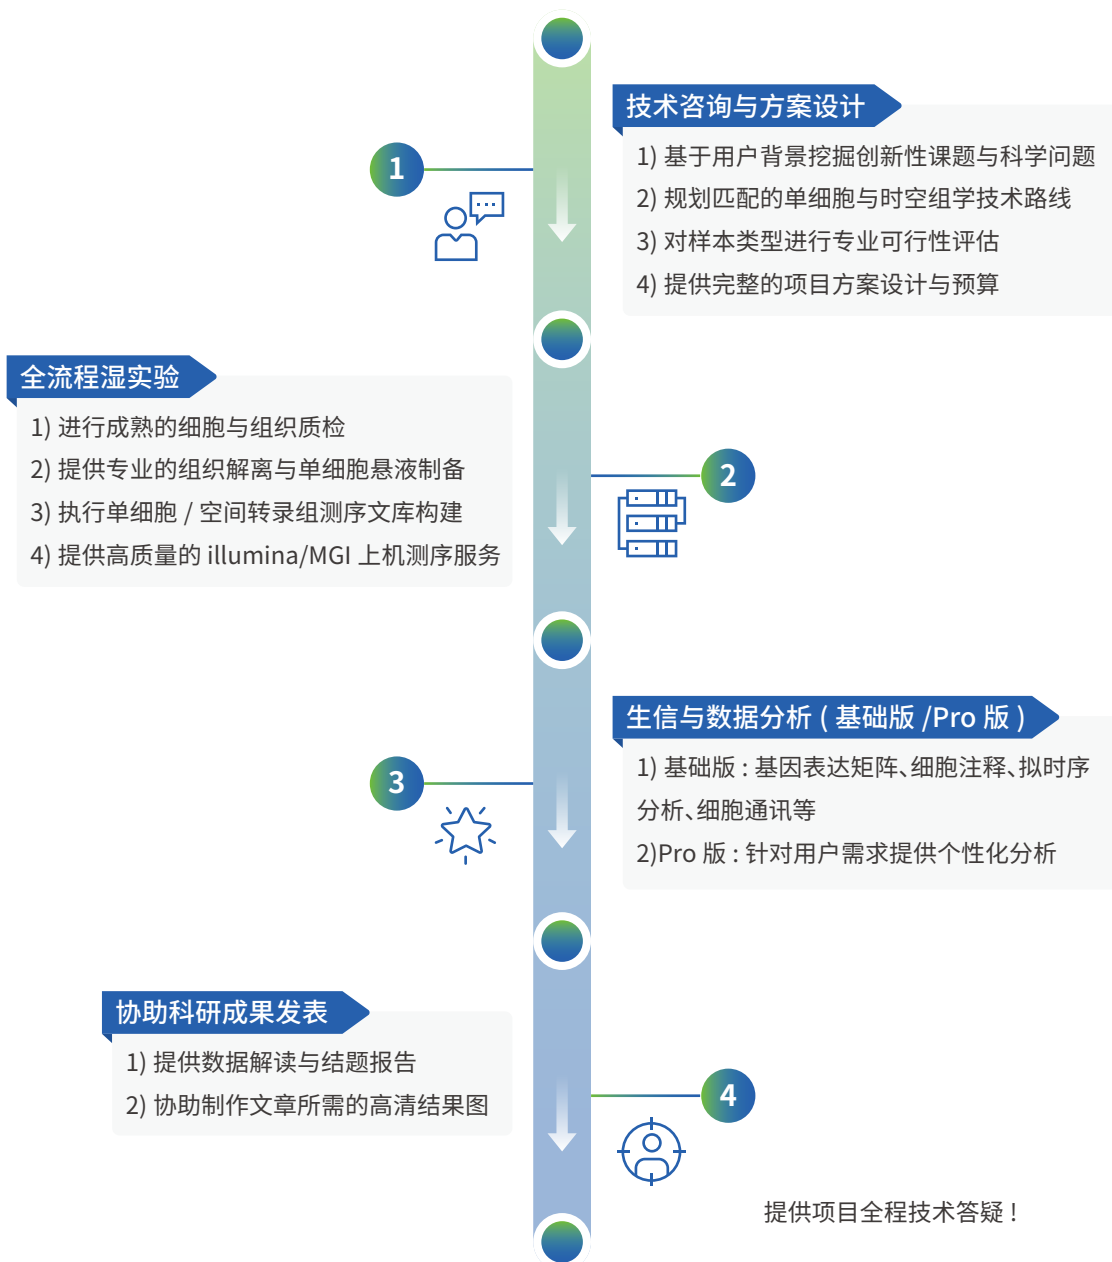 技术咨询与方案设计
1
1) 基于用户背景挖掘创新性课题与科学问题
2) 规划匹配的单细胞与时空组学技术路线
3) 对样本类型进行专业可行性评估
4) 提供完整的项目方案设计与预算
全流程湿实验
1) 进行成熟的细胞与组织质检
2) 提供专业的组织解离与单细胞悬液制备
3) 执行单细胞 / 空间转录组测序文库构建
4) 提供高质量的 illumina/MGI 上机测序服务
2
生信与数据分析 ( 基础版 /Pro 版 )
3
1) 基础版 : 基因表达矩阵、细胞注释、拟时序
分析、细胞通讯等
2)Pro 版 : 针对用户需求提供个性化分析
协助科研成果发表
1) 提供数据解读与结题报告
2) 协助制作文章所需的高清结果图
4
提供项目全程技术答疑 !